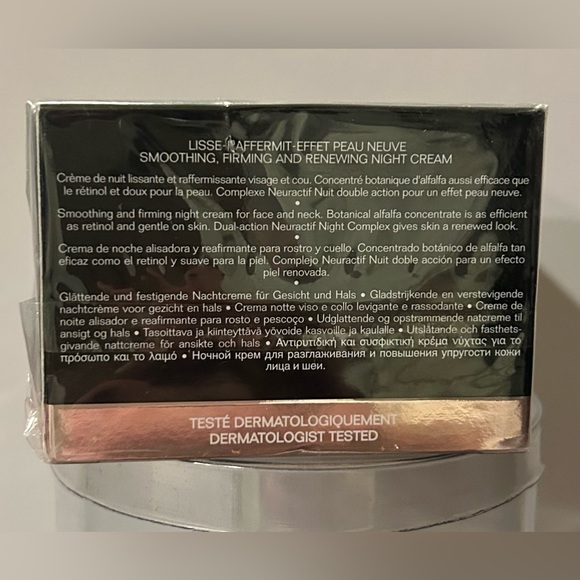 LISSE-RAFFERMIT-EFFET PEAU NEUVE
SMOOTHING, FIRMING AND RENEWING NIGHT CREAM
Crème de nuit lissante et raffermissante visage et cou. Concentré botanique d'alfalfa aussi efficace que
le rétinol et doux pour la peau. Complexe Neuractif Nuit double action pour un effet peau neuve.
•
Smoothing and firming night cream for face and neck. Botanical alfalfa concentrate is as efficient
as retinol and gentle on skin. Dual-action Neuractif Night Complex gives skin a renewed look.
•
Crema de noche alisadora y reafirmante para rostro y cuello. Concentrado botánico de alfalfa tan
eficaz como el retinol y suave para la piel. Complejo Neuractif Nuit doble acción para un efecto
piel renovada.
•
Glättende und festigende Nachtcreme für Gesicht und Hals • Gladstrijkende en verstevigende
nachtcrème voor gezicht en hals • Crema notte viso e collo levigante e rassodante • Creme de
noite alisador e reafirmante para rosto e pescoço • Udglattende og opstrammende natcreme til
ansigt og hals • Tasoittava ja kiinteyttävä yövoide kasvoille ja kaulalle • Utslätande och fasthets-
givande nattcreme för ansikte och hals • Αντιρυτιδική και συσφικτική κρέμα νύχτας για το
πρόσωπο και το λαιμό • Ночной крем для разглаживания и повышения упругости кожи
лица и шеи.
TESTÉ DERMATOLOGIQUEMENT
DERMATOLOGIST TESTED